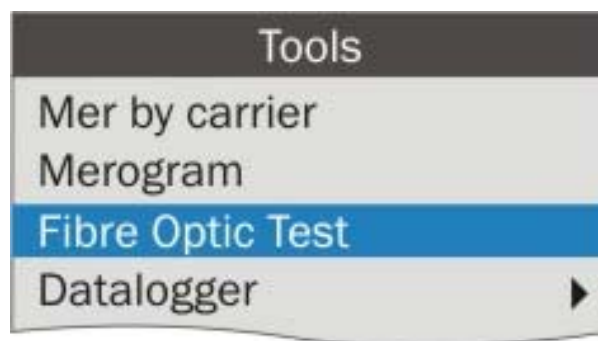 Tools
Mer by carrier
Merogram
Fibre Optic Test
Datalogger